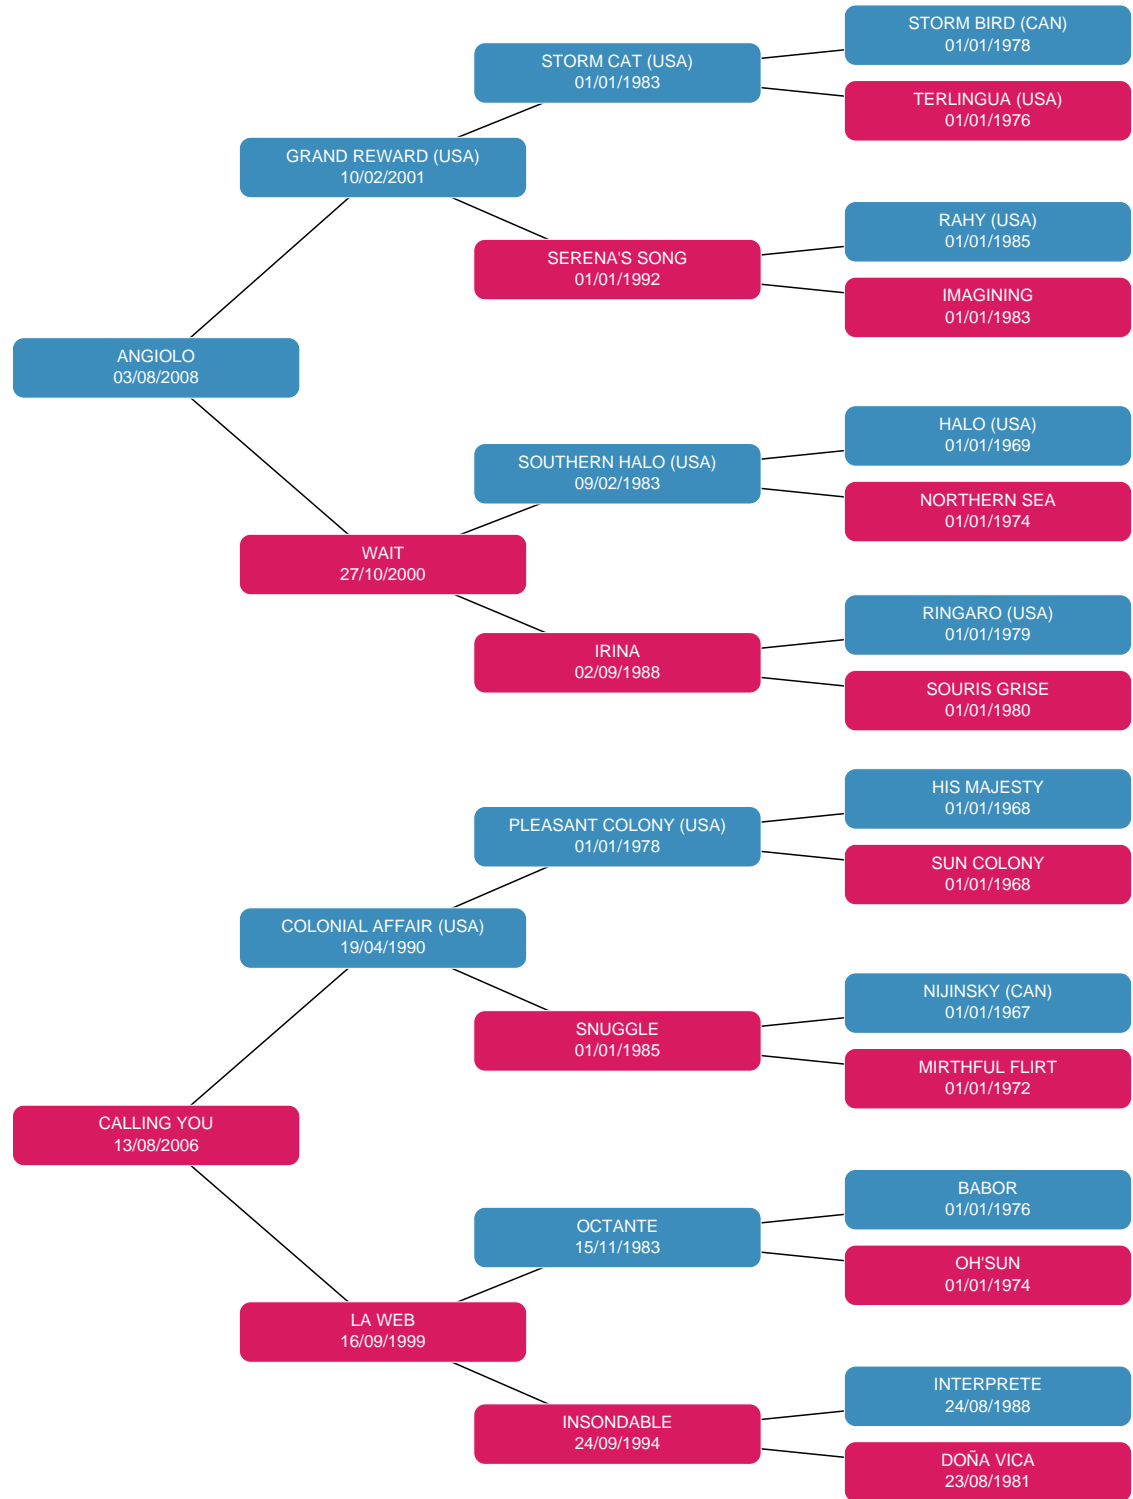 STORM BIRD (CAN)
01/01/1978
STORM CAT (USA)
01/01/1983
TERLINGUA (USA)
01/01/1976
GRAND REWARD (USA)
10/02/2001
RAHY (USA)
01/01/1985
SERENA'S SONG
01/01/1992
IMAGINING
01/01/1983
ANGIOLO
03/08/2008
HALO (USA)
01/01/1969
SOUTHERN HALO (USA)
09/02/1983
NORTHERN SEA
01/01/1974
WAIT
27/10/2000
RINGARO (USA)
01/01/1979
IRINA
02/09/1988
SOURIS GRISE
01/01/1980
HIS MAJESTY
01/01/1968
PLEASANT COLONY (USA)
01/01/1978
SUN COLONY
01/01/1968
COLONIAL AFFAIR (USA)
19/04/1990
NIJINSKY (CAN)
01/01/1967
SNUGGLE
01/01/1985
MIRTHFUL FLIRT
01/01/1972
CALLING YOU
13/08/2006
BABOR
01/01/1976
OCTANTE
15/11/1983
OH'SUN
01/01/1974
LA WEB
16/09/1999
INTERPRETE
24/08/1988
INSONDABLE
24/09/1994
DOÑA VICA
23/08/1981